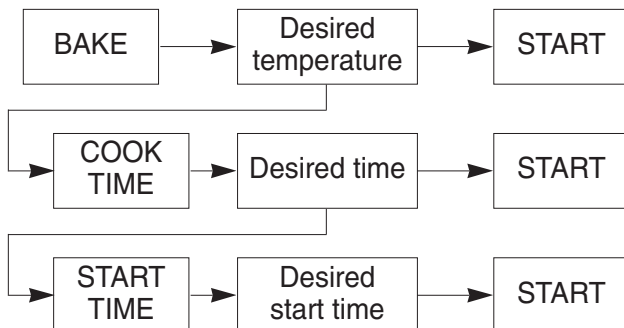 BAKE
Desired
temperature
START
COOK
TIME
Desired time
START
START
TIME
Desired
start time
START